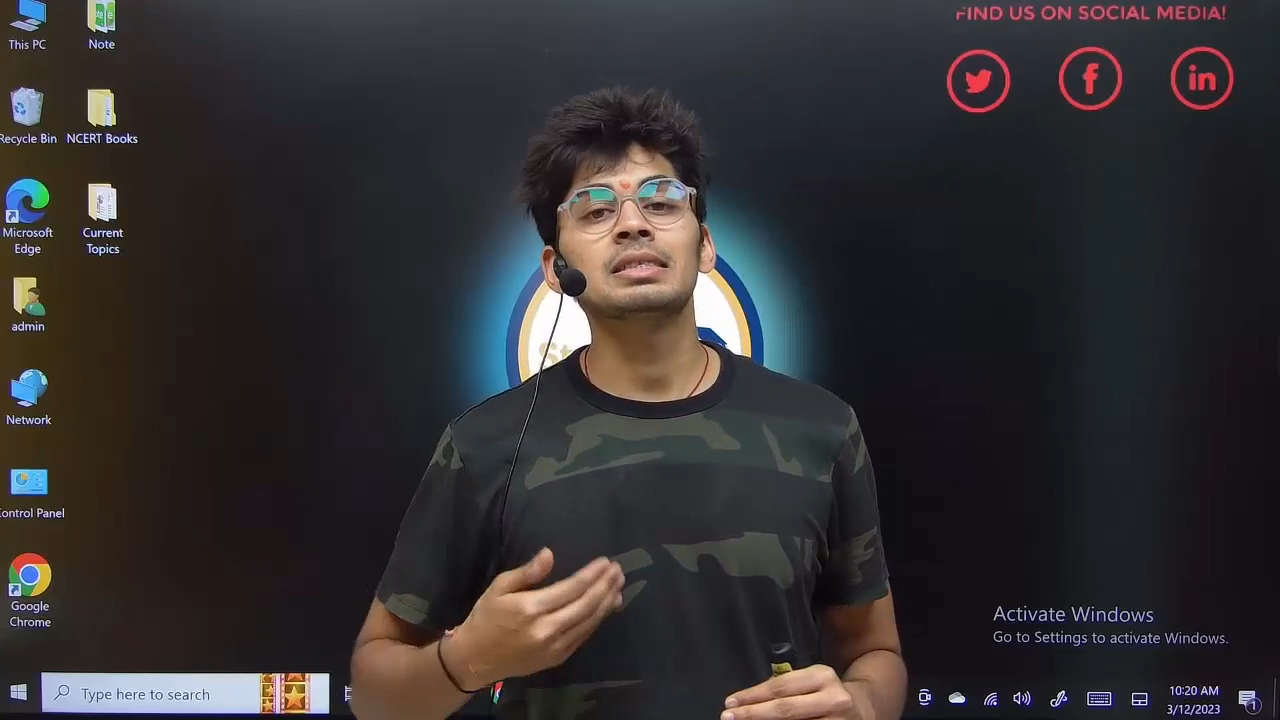 This PC
Note
Recycle Bin
NCERT Books
Microsoft
Edge
Current
Topics
admin
Network
ontrol Panel
Google
Chrome
Type here to search
FIND US ON SOCIAL MEDIA!
f
in
St
Activate Windows
Go to Settings to activate Windows.
10:20 AM
3/12/2023
1